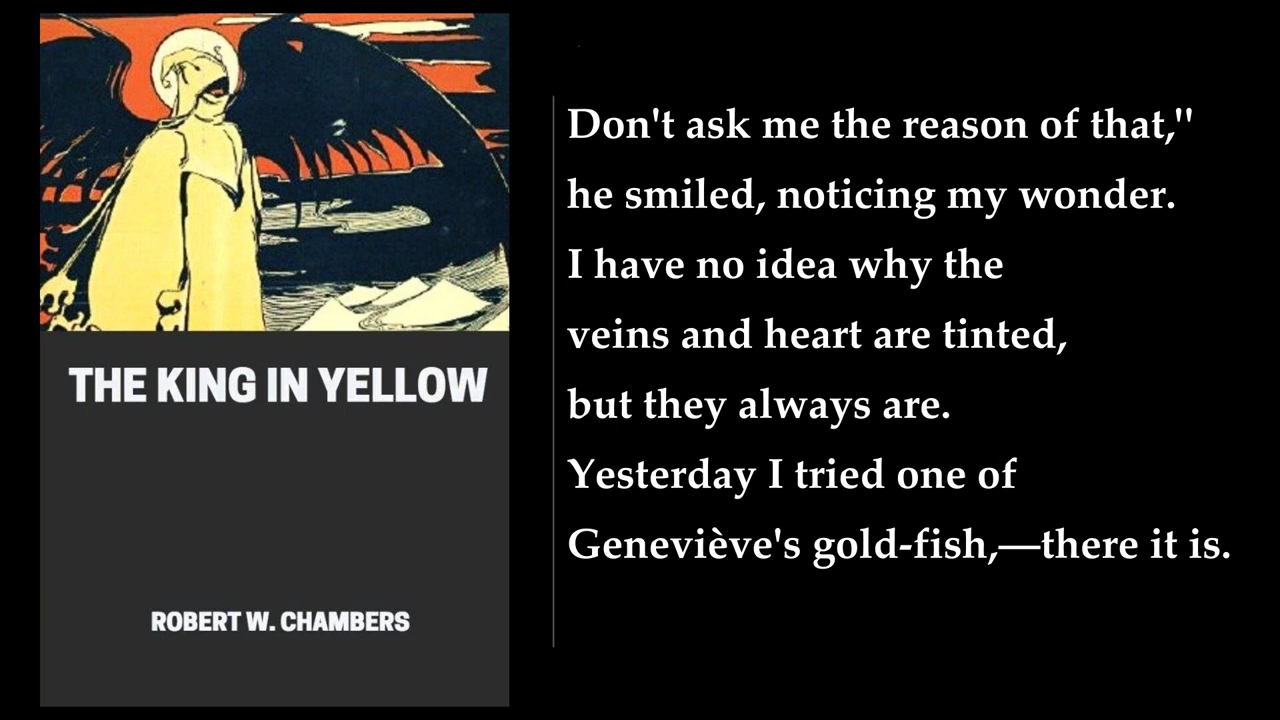 THE KING IN YELLOW
ROBERT W. CHAMBERS
Don't ask me the reason of that,"
he smiled, noticing my wonder.
I have no idea why the
veins and heart are tinted,
but they always are.
Yesterday I tried one of
Geneviève's gold-fish,—there it is.